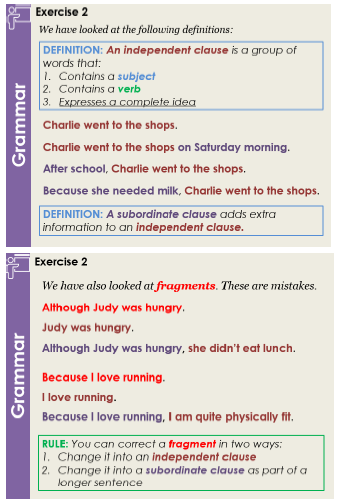 Exercise 2
We have looked at the following definitions:
DEFINITION: An independent clause is a group of
words that:
1. Contains a subject
2. Contains a verb
3. Expresses a complete idea
Charlie went to the shops.
Charlie went to the shops on Saturday morning.
After school, Charlie went to the shops.
Because she needed milk, Charlie went to the shops.
DEFINITION: A subordinate clause adds extra
information to an independent clause.
Grammar
Exercise 2
We have also looked at fragments. These are mistakes.
Although Judy was hungry.
Judy was hungry.
Although Judy was hungry, she didn't eat lunch.
Because I love running.
I love running.
Because I love running, I am quite physically fit.
RULE: You can correct a fragment in two ways:
1. Change it into an independent clause
2. Change it into a subordinate clause as part of a
longer sentence
Grammar